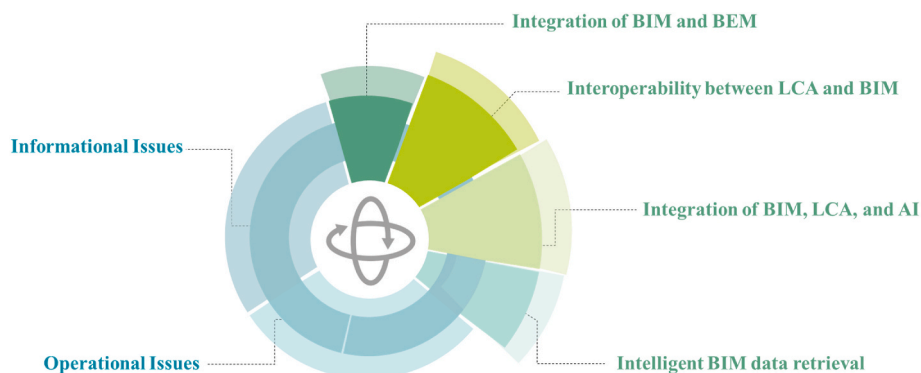 Integration of BIM and BEM
Interoperability between LCA and BIM
Informational Issues
Integration of BIM, LCA, and AI
Operational Issues
Intelligent BIM data retrieval